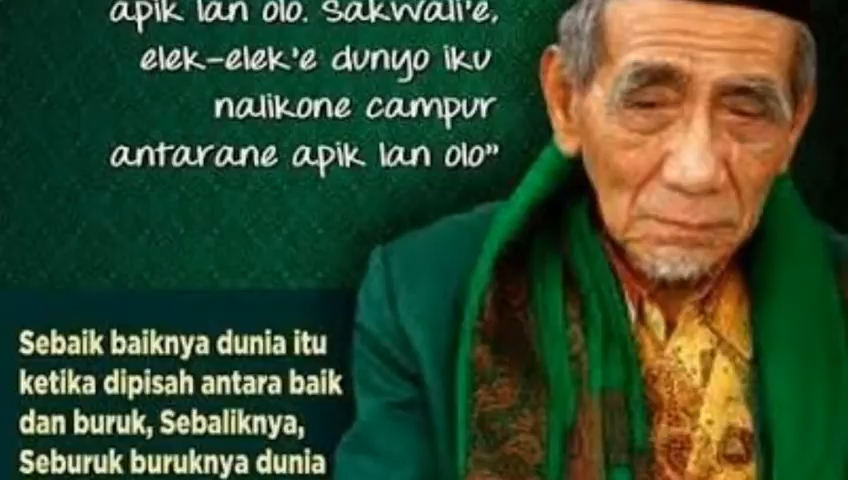 apik lan olo. Sakwali'e,
elek-elek'e dunyo iku
nalikone campur
antarane apik lan olo"
Sebaik baiknya dunia itu
ketika dipisah antara baik
dan buruk, Sebaliknya,
Seburuk buruknya dunia